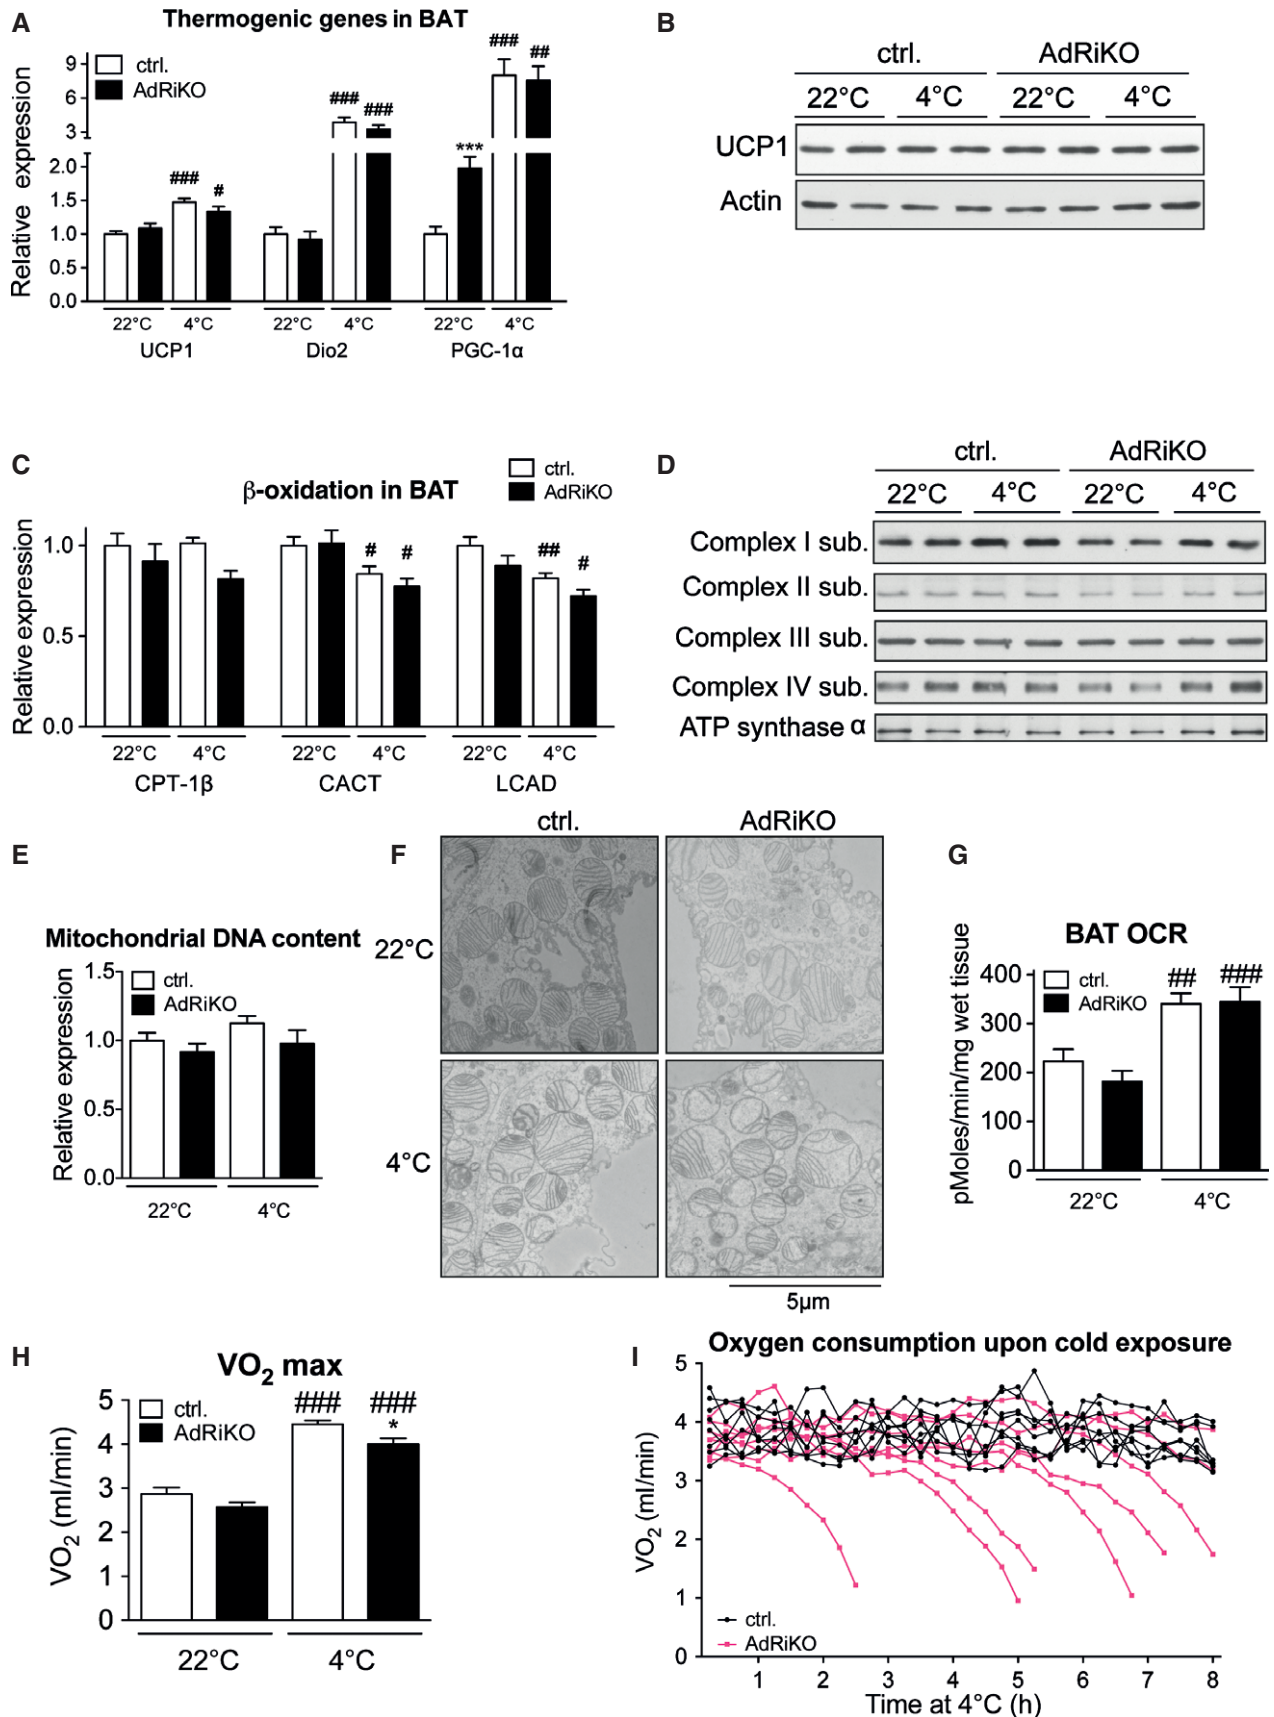 A
Thermogenic genes in BAT
ctrl.
AdRiKO
Relative expression
9
6
3
2.0
1.5
1.0
0.5
0.0
### #
### ###
*** ### ##
22°C 4°C 22°C 4°C 22°C 4°C
UCP1 Dio2 PGC-1α
B
ctrl. AdRiKO
22°C 4°C 22°C 4°C
UCP1
Actin
C
β-oxidation in BAT
ctrl.
AdRiKO
Relative expression
1.0
0.5
0.0
# # ## #
22°C 4°C 22°C 4°C 22°C 4°C
CPT-1β CACT LCAD
D
ctrl. AdRiKO
22°C 4°C 22°C 4°C
Complex I sub.
Complex II sub.
Complex III sub.
Complex IV sub.
ATP synthase α
E
Mitochondrial DNA content
ctrl.
AdRiKO
Relative expression
1.5
1.0
0.5
0.0
22°C 4°C
F
ctrl. AdRiKO
22°C
4°C
5µm
G
BAT OCR
ctrl.
AdRiKO
pMoles/min/mg wet tissue
400
300
200
100
0
## ###
22°C 4°C
H
VO2 max
ctrl.
AdRiKO
VO2 (ml/min)
5
4
3
2
1
0
### ###
*
22°C 4°C
I
Oxygen consumption upon cold exposure
VO2 (ml/min)
5
4
3
2
1
0
ctrl.
AdRiKO
1 2 3 4 5 6 7 8
Time at 4°C (h)